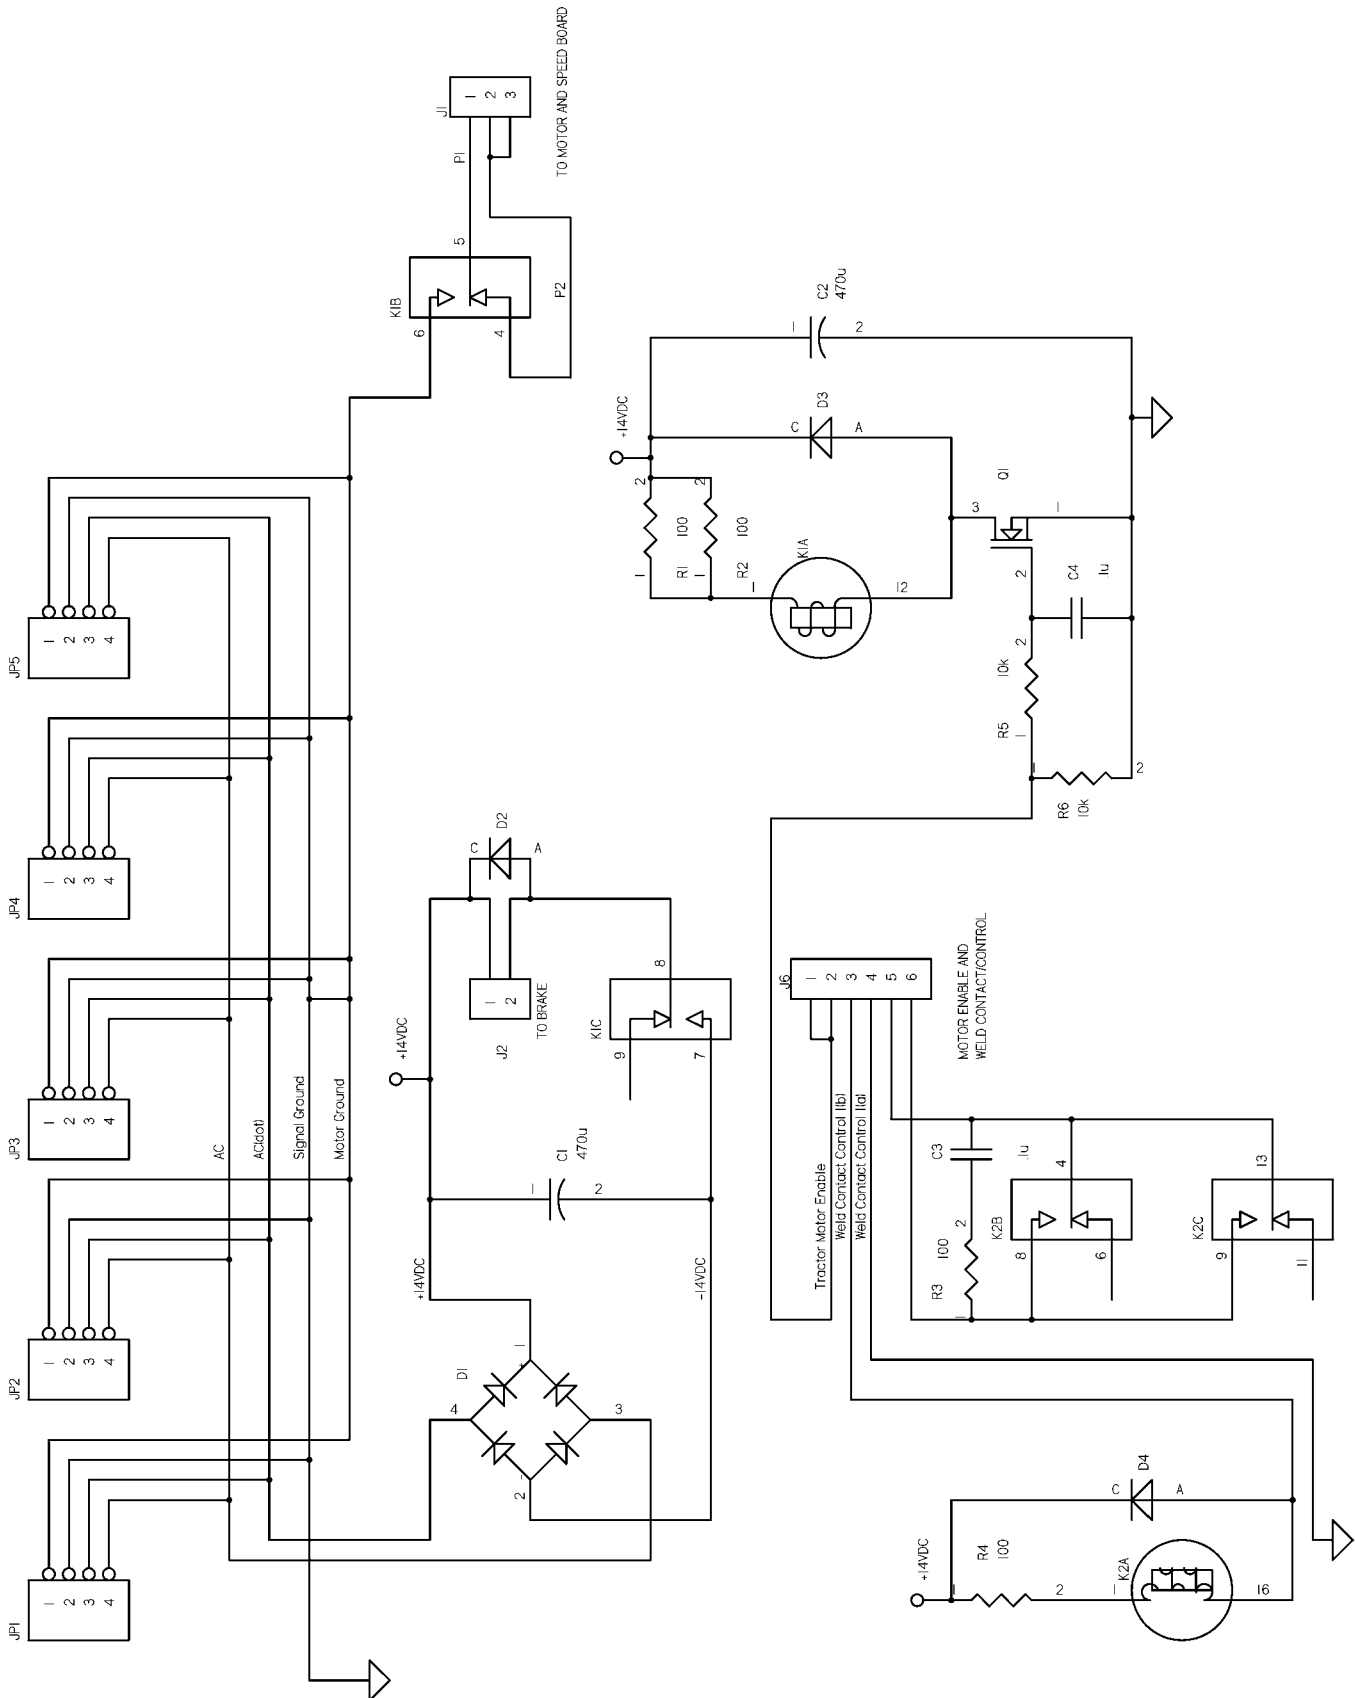 JP1
1
2
3
4
JP2
1
2
3
4
JP3
1
2
3
4
JP4
1
2
3
4
JP5
1
2
3
4
AC
AC(dot)
Signal Ground
Motor Ground
K1B
6
4
5
P1
P2
J1
1
2
3
TO MOTOR AND SPEED BOARD
D1
4
1
+
2
-
3
+14VDC
-14VDC
C1
470u
1
2
+14VDC
J2
1
2
TO BRAKE
D2
C
A
K1C
9
7
8
+14VDC
2
1
100
R1
2
1
100
R2
K1A
1
12
D3
C
A
C2
470u
1
2
Q1
3
2
1
C4
.1u
R5
10k
1
2
R6
10k
1
2
J6
1
2
3
4
5
6
MOTOR ENABLE AND
WELD CONTACT/CONTROL
Tractor Motor Enable
Weld Contact Control 1(b)
Weld Contact Control 1(a)
R3
100
1
2
C3
.1u
K2B
8
6
4
K2C
9
11
13
+14VDC
R4
100
1
2
K2A
1
16
D4
C
A